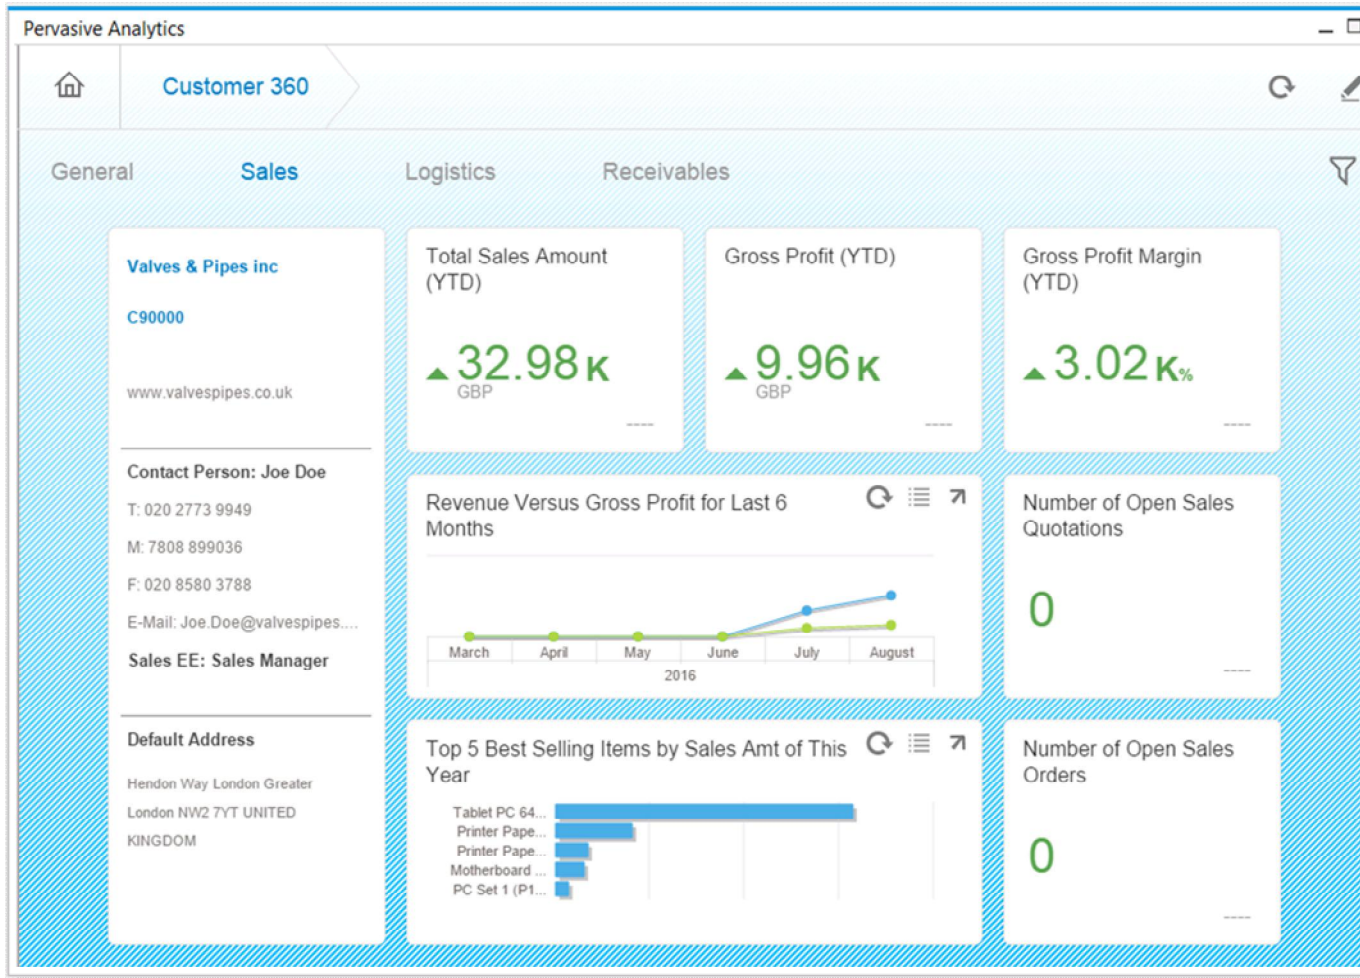 Pervasive Analytics
Customer 360
General Sales Logistics Receivables
Valves & Pipes inc
C90000
www.valvespipes.co.uk
Contact Person: Joe Doe
T: 020 2773 9949
M: 7808 899036
F: 020 8580 3788
E-Mail: Joe.Doe@valvespipes....
Sales EE: Sales Manager
Default Address
Hendon Way London Greater
London NW2 7YT UNITED
KINGDOM
Total Sales Amount
(YTD)
32.98 K
GBP
----
Gross Profit (YTD)
9.96 K
GBP
----
Gross Profit Margin
(YTD)
3.02 K%
----
Revenue Versus Gross Profit for Last 6
Months
March April May June July August
2016
Number of Open Sales
Quotations
0
----
Top 5 Best Selling Items by Sales Amt of This
Year
Tablet PC 64...
Printer Pape...
Printer Pape...
Motherboard ...
PC Set 1 (P1...
Number of Open Sales
Orders
0
----